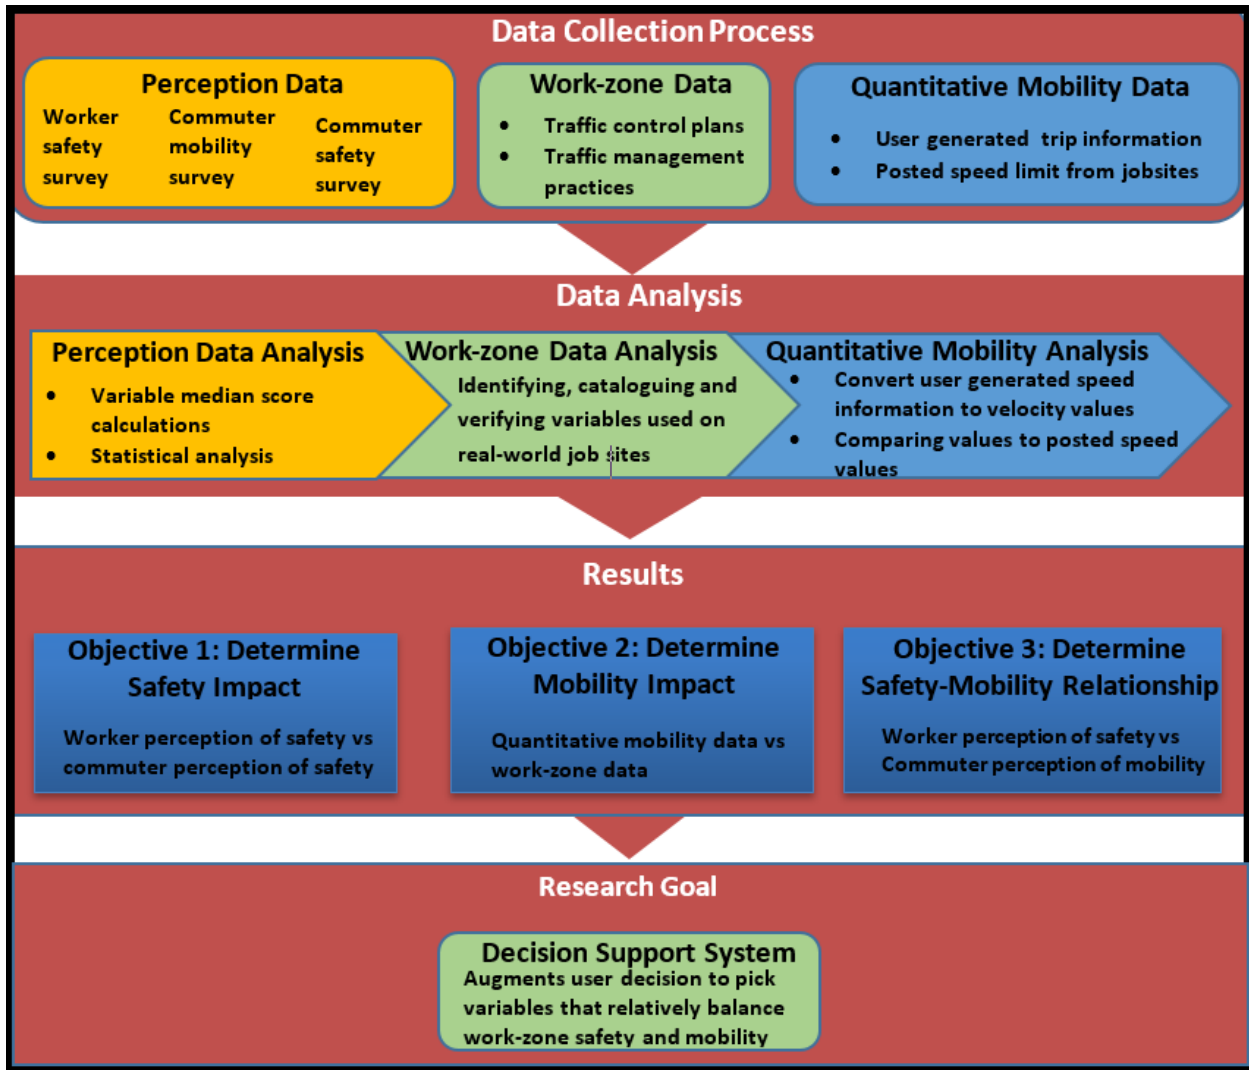 Data Collection Process
Perception Data
Worker
safety
survey
Commuter
mobility
survey
Commuter
safety
survey
Work-zone Data
• Traffic control plans
• Traffic management
practices
Quantitative Mobility Data
• User generated trip information
• Posted speed limit from jobsites
Data Analysis
Perception Data Analysis
• Variable median score
calculations
• Statistical analysis
Work-zone Data Analysis
Identifying, cataloguing and
verifying variables used on
real-world job sites
Quantitative Mobility Analysis
• Convert user generated speed
information to velocity values
• Comparing values to posted speed
values
Results
Objective 1: Determine
Safety Impact
Worker perception of safety vs
commuter perception of safety
Objective 2: Determine
Mobility Impact
Quantitative mobility data vs
work-zone data
Objective 3: Determine
Safety-Mobility Relationship
Worker perception of safety vs
Commuter perception of mobility
Research Goal
Decision Support System
Augments user decision to pick
variables that relatively balance
work-zone safety and mobility